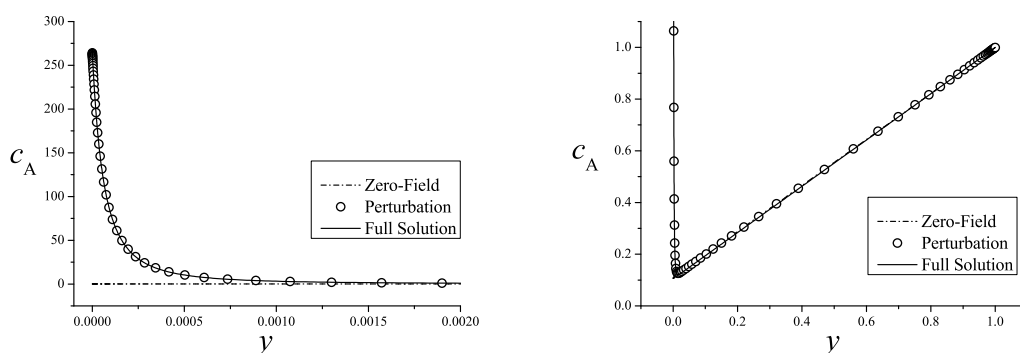 300
250
200
150
100
50
0
c_A
Zero-Field
Perturbation
Full Solution
0.0000 0.0005 0.0010 0.0015 0.0020
y
1.0
0.8
0.6
0.4
0.2
0.0
c_A
Zero-Field
Perturbation
Full Solution
0.0 0.2 0.4 0.6 0.8 1.0
y